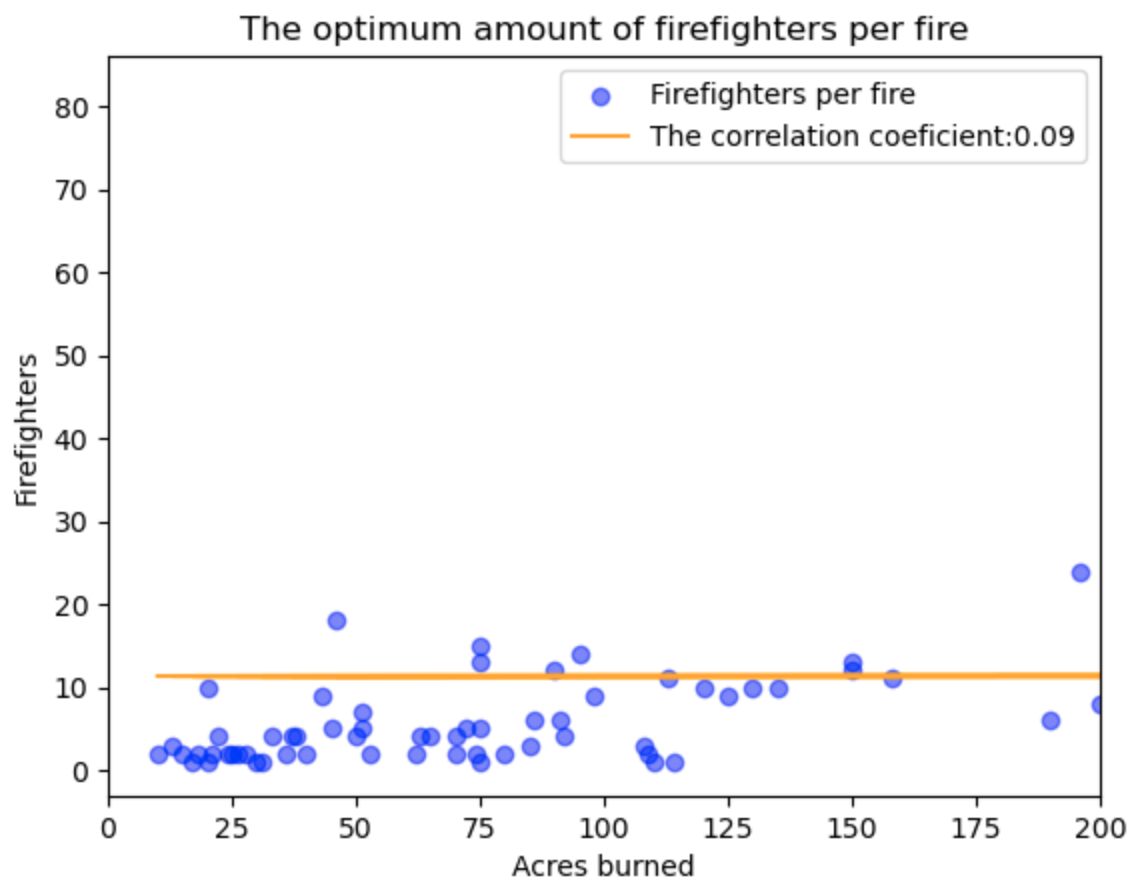 The optimum amount of firefighters per fire
Firefighters per fire
The correlation coeficient:0.09
80
70
60
50
40
30
20
10
0
Firefighters
0 25 50 75 100 125 150 175 200
Acres burned